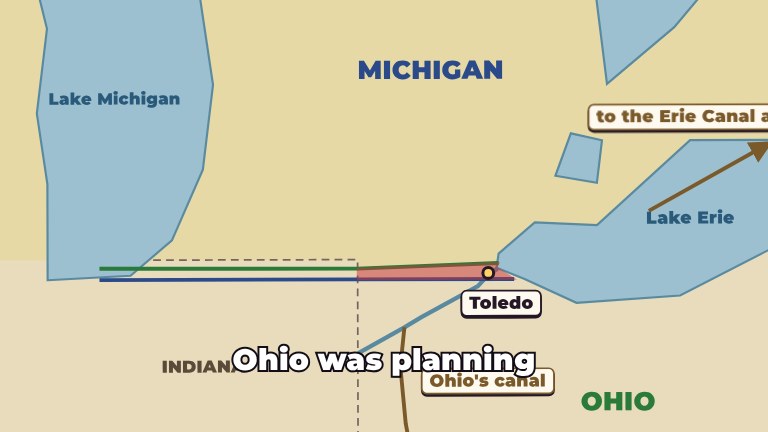 MICHIGAN
Lake Michigan
to the Erie Canal a
Lake Erie
Toledo
INDIANA
Ohio was planning
Ohio's canal
OHIO